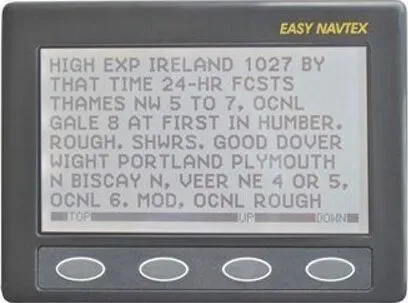 EASY NAVTEX
HIGH EXP IRELAND 1027 BY
THAT TIME 24-HR FCSTS
THAMES NW 5 TO 7, OCNL
GALE 8 AT FIRST IN HUMBER.
ROUGH. SHWRS. GOOD DOVER
WIGHT PORTLAND PLYMOUTH
N BISCAY N, VEER NE 4 OR 5,
OCNL 6. MOD, OCNL ROUGH
TOP UP DOWN